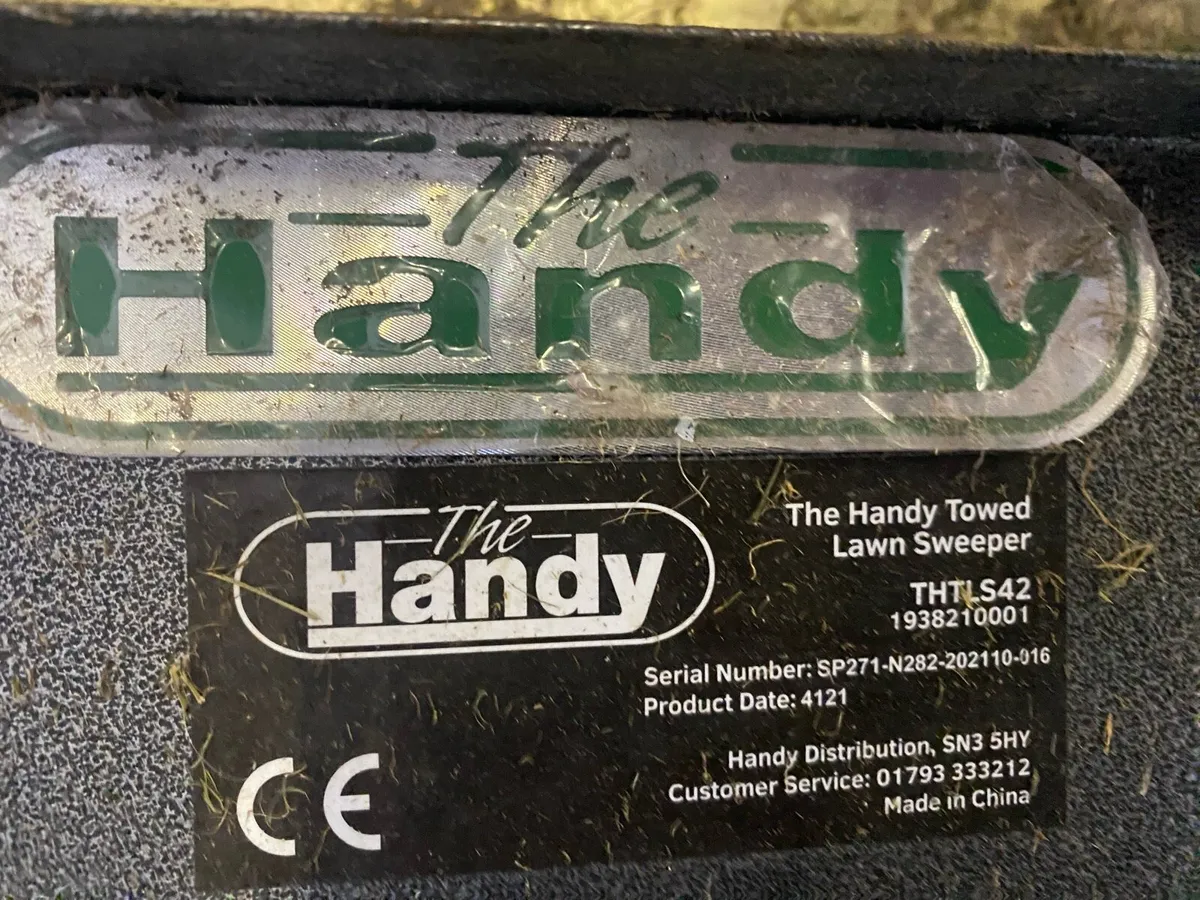 The
Handy
The
Handy
The Handy Towed
Lawn Sweeper
THTLS42
1938210001
Serial Number: SP271-N282-202110-016
Product Date: 4121
Handy Distribution, SN3 5HY
Customer Service: 01793 333212
Made in China
CE